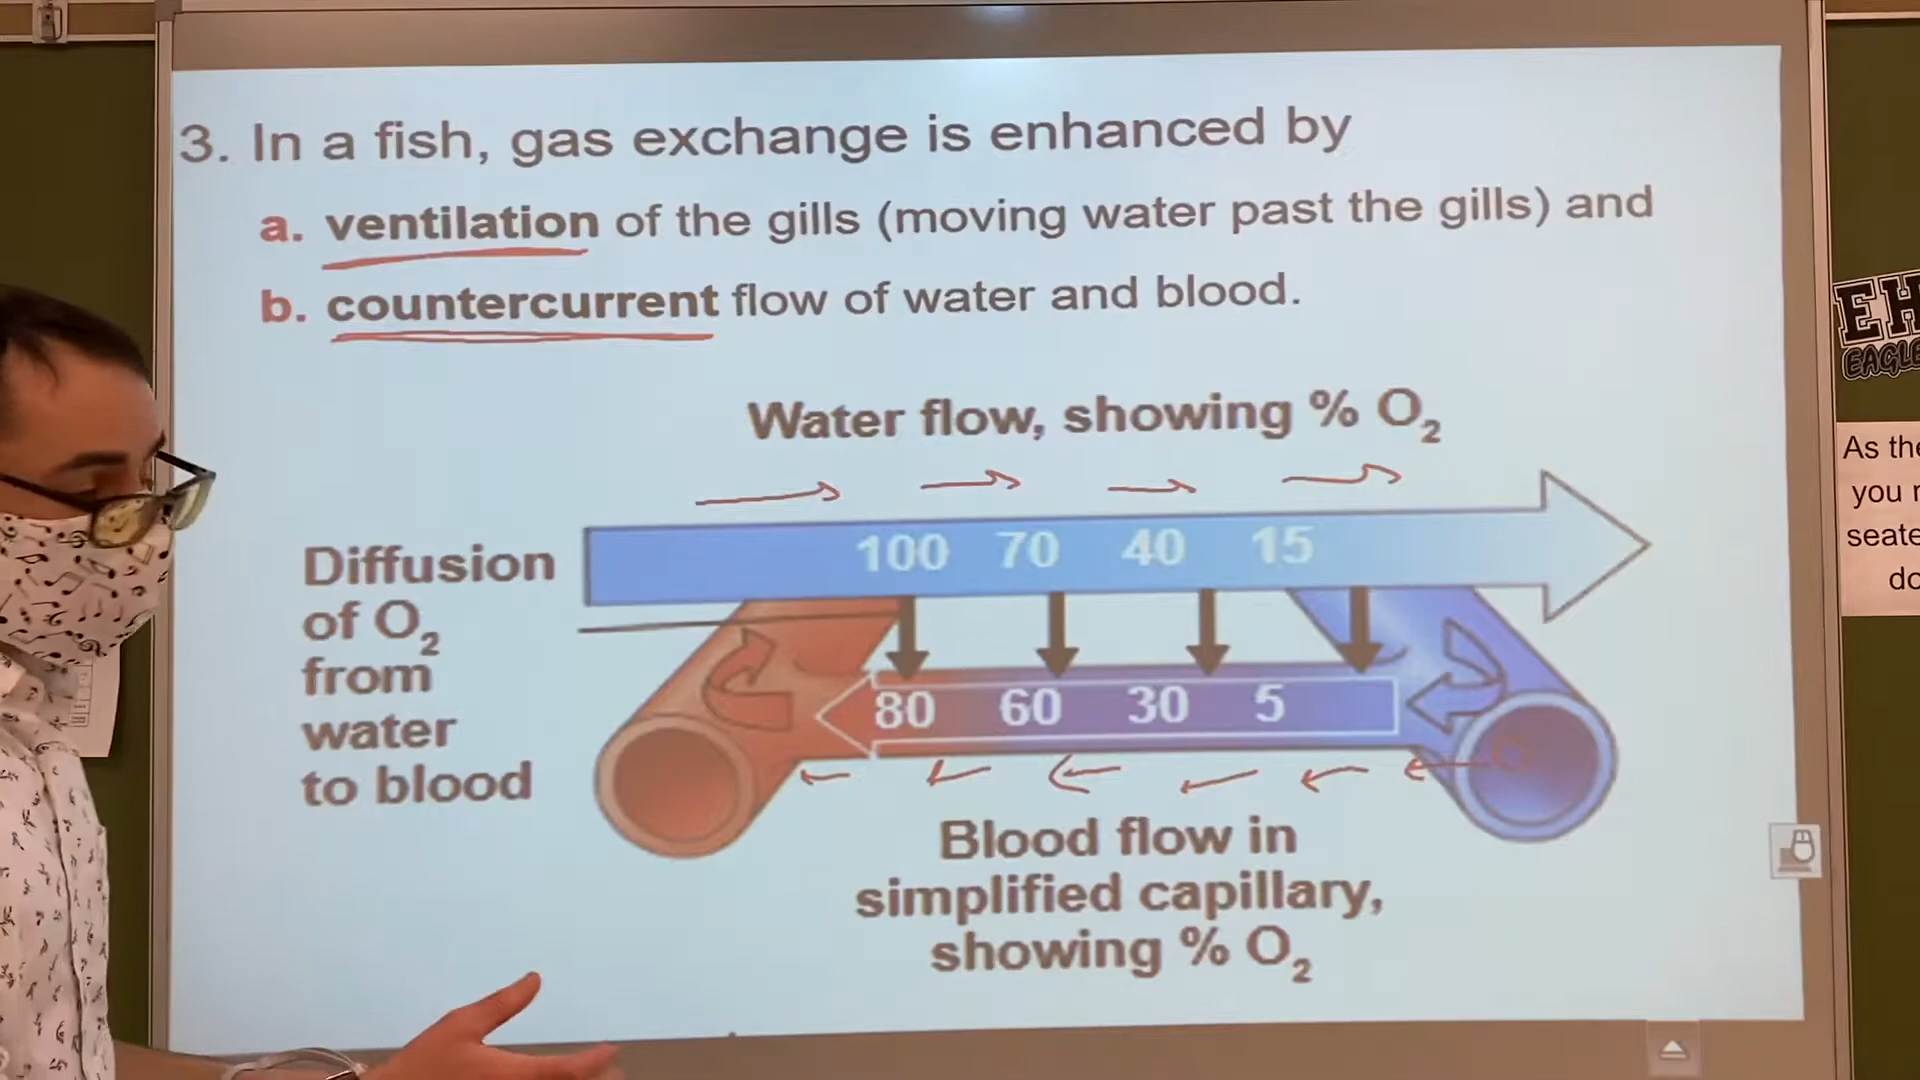 3. In a fish, gas exchange is enhanced by
a. ventilation of the gills (moving water past the gills) and
b. countercurrent flow of water and blood.
Water flow, showing % O₂
100 70 40 15
Diffusion
of O₂
from
water
to blood
80 60 30 5
Blood flow in
simplified capillary,
showing % O₂
EH
EAGLE
As the
you
seate
do